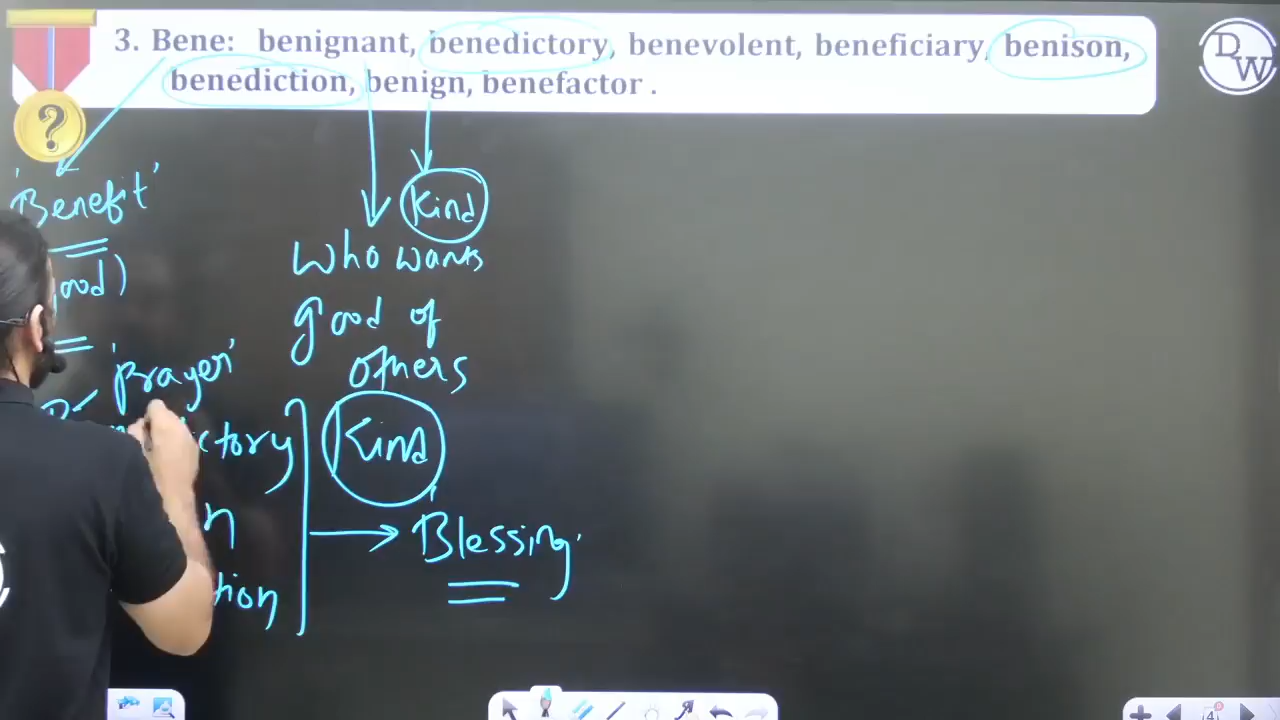 3. Bene: benignant, benedictory, benevolent, beneficiary, benison,
benediction, benign, benefactor .
DW
?
'Benefit'
Kind
who wants
good of
others
'Prayer'
Kind
Blessing